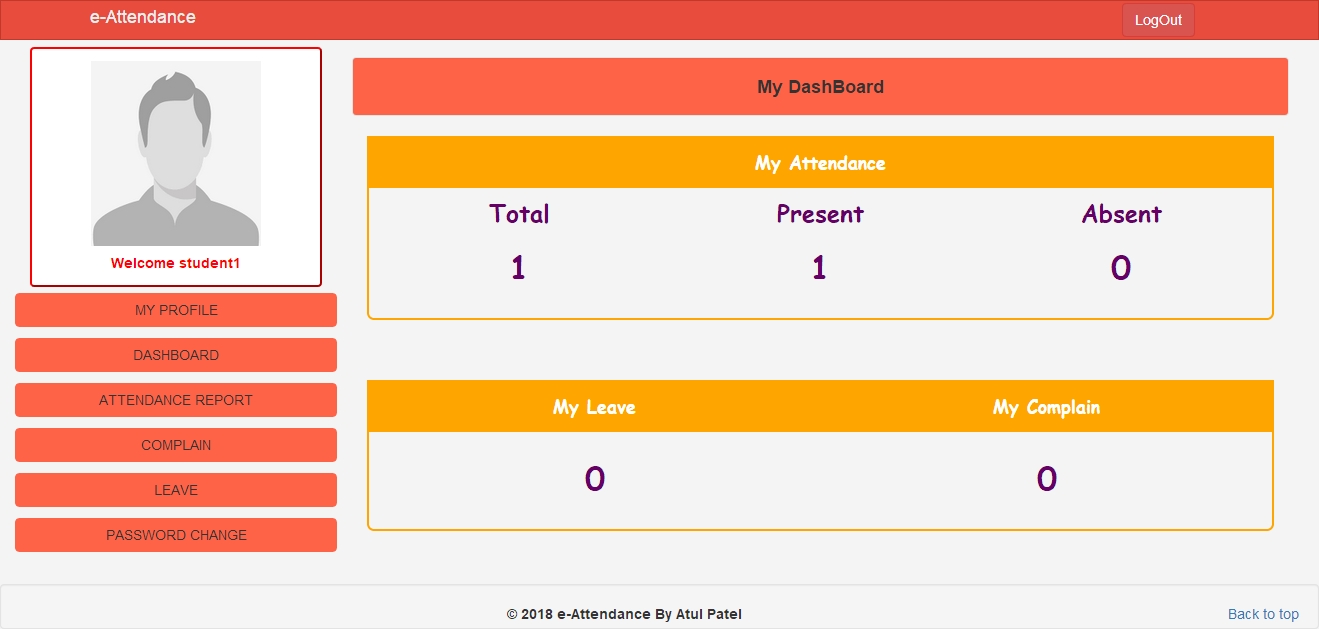 e-Attendance
LogOut
Welcome student1
MY PROFILE
DASHBOARD
ATTENDANCE REPORT
COMPLAIN
LEAVE
PASSWORD CHANGE
My DashBoard
My Attendance
Total Present Absent
1 1 0
My Leave My Complain
0 0
© 2018 e-Attendance By Atul Patel
Back to top